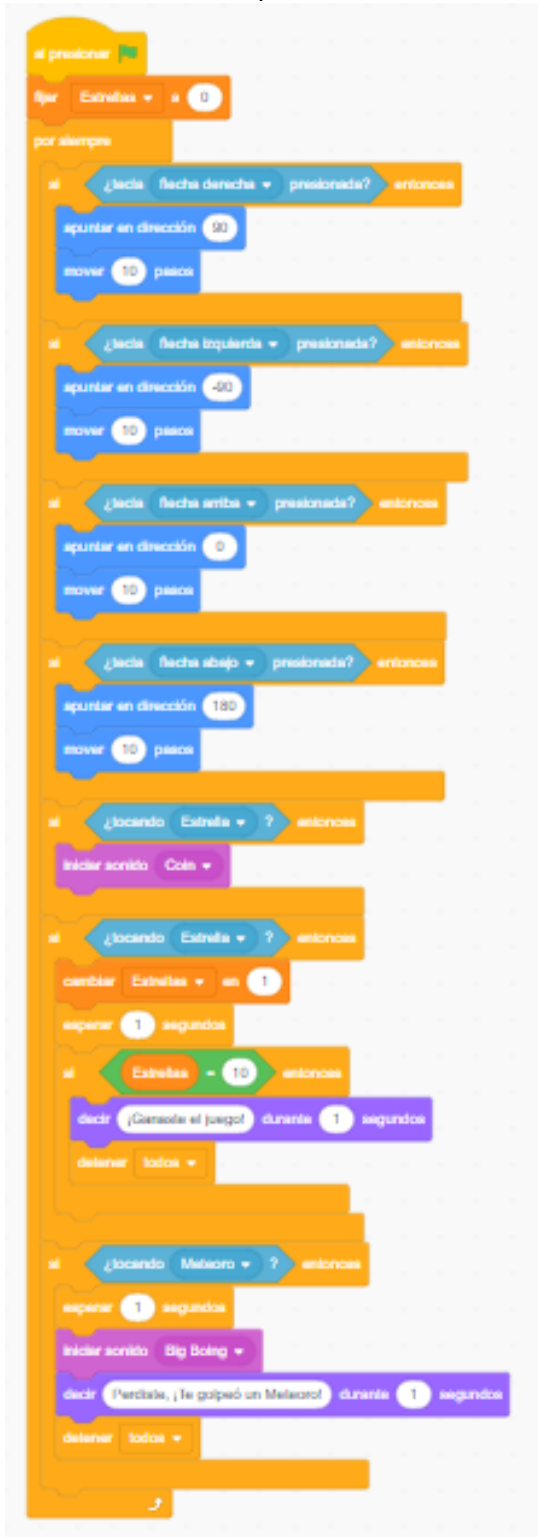 al presionar
fijar Estrellas a 0
por siempre
si ¿tecla flecha derecha presionada? entonces
apuntar en dirección 90
mover 10 pasos
si ¿tecla flecha izquierda presionada? entonces
apuntar en dirección -90
mover 10 pasos
si ¿tecla flecha arriba presionada? entonces
apuntar en dirección 0
mover 10 pasos
si ¿tecla flecha abajo presionada? entonces
apuntar en dirección 180
mover 10 pasos
si ¿tocando Estrella ? entonces
iniciar sonido Coin
si ¿tocando Estrella ? entonces
cambiar Estrellas en 1
esperar 1 segundos
si Estrellas = 10 entonces
decir ¡Ganaste el juego! durante 1 segundos
detener todos
si ¿tocando Meteoro ? entonces
esperar 1 segundos
iniciar sonido Big Boing
decir Perdiste, ¡Te golpeó un Meteoro! durante 1 segundos
detener todos